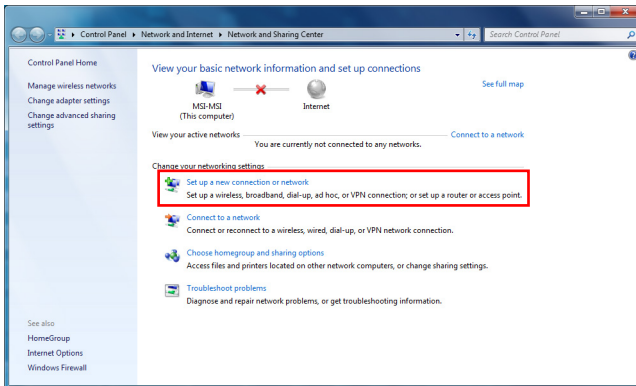 Control Panel ▸ Network and Internet ▸ Network and Sharing Center
Search Control Panel
Control Panel Home
Manage wireless networks
Change adapter settings
Change advanced sharing
settings
View your basic network information and set up connections
See full map
MSI-MSI
(This computer)
Internet
View your active networks
Connect to a network
You are currently not connected to any networks.
Change your networking settings
Set up a new connection or network
Set up a wireless, broadband, dial-up, ad hoc, or VPN connection; or set up a router or access point.
Connect to a network
Connect or reconnect to a wireless, wired, dial-up, or VPN network connection.
Choose homegroup and sharing options
Access files and printers located on other network computers, or change sharing settings.
Troubleshoot problems
Diagnose and repair network problems, or get troubleshooting information.
See also
HomeGroup
Internet Options
Windows Firewall